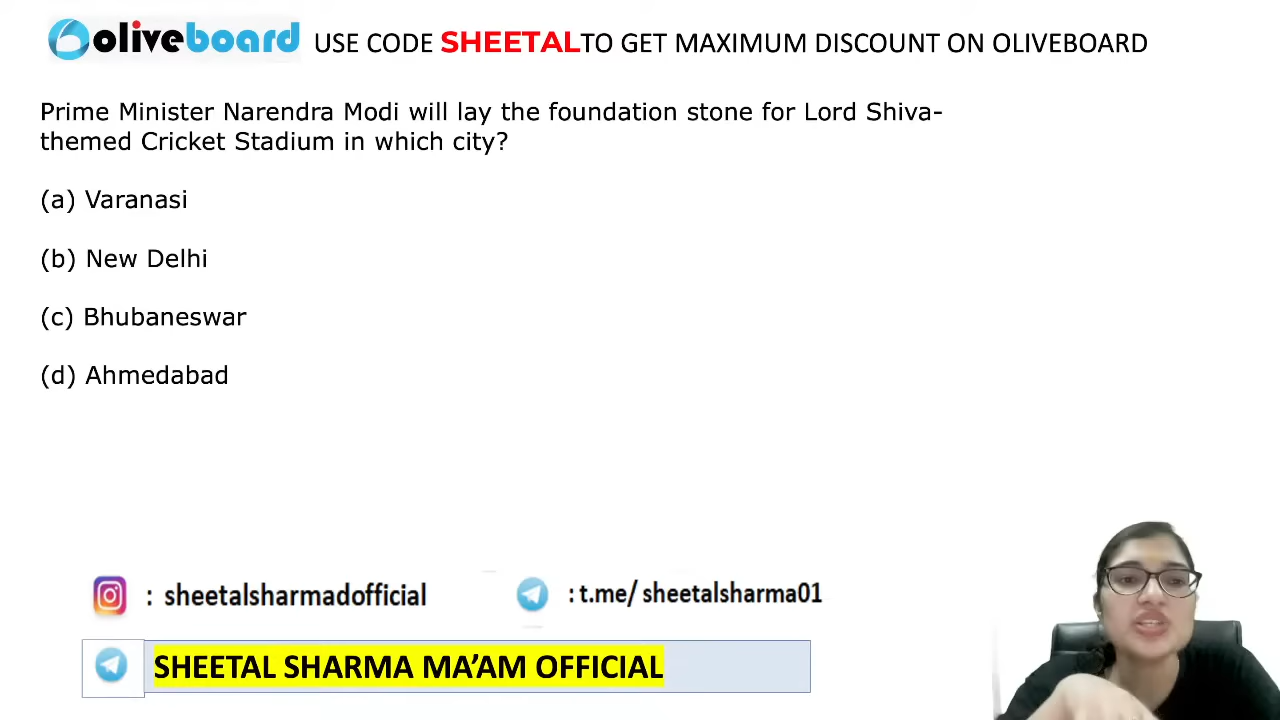 oliveboard USE CODE SHEETAL TO GET MAXIMUM DISCOUNT ON OLIVEBOARD
Prime Minister Narendra Modi will lay the foundation stone for Lord Shiva-
themed Cricket Stadium in which city?
(a) Varanasi
(b) New Delhi
(c) Bhubaneswar
(d) Ahmedabad
: sheetalsharmadofficial
: t.me/ sheetalsharma01
SHEETAL SHARMA MA'AM OFFICIAL